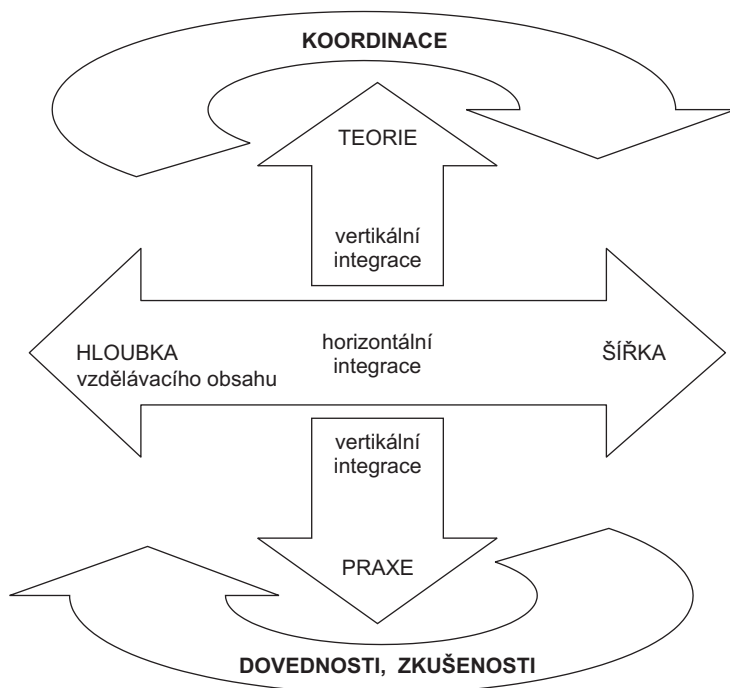 KOORDINACE
TEORIE
vertikální
integrace
HLOUBKA
vzdělávacího obsahu
horizontální
integrace
ŠÍŘKA
vertikální
integrace
PRAXE
DOVEDNOSTI, ZKUŠENOSTI